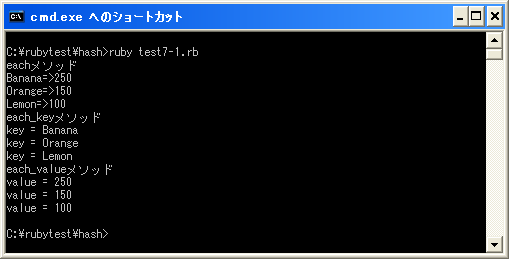 cmd.exe へのショートカット
C:¥rubytest¥hash>ruby test7-1.rb
eachメソッド
Banana=>250
Orange=>150
Lemon=>100
each_keyメソッド
key = Banana
key = Orange
key = Lemon
each_valueメソッド
value = 250
value = 150
value = 100
C:¥rubytest¥hash>